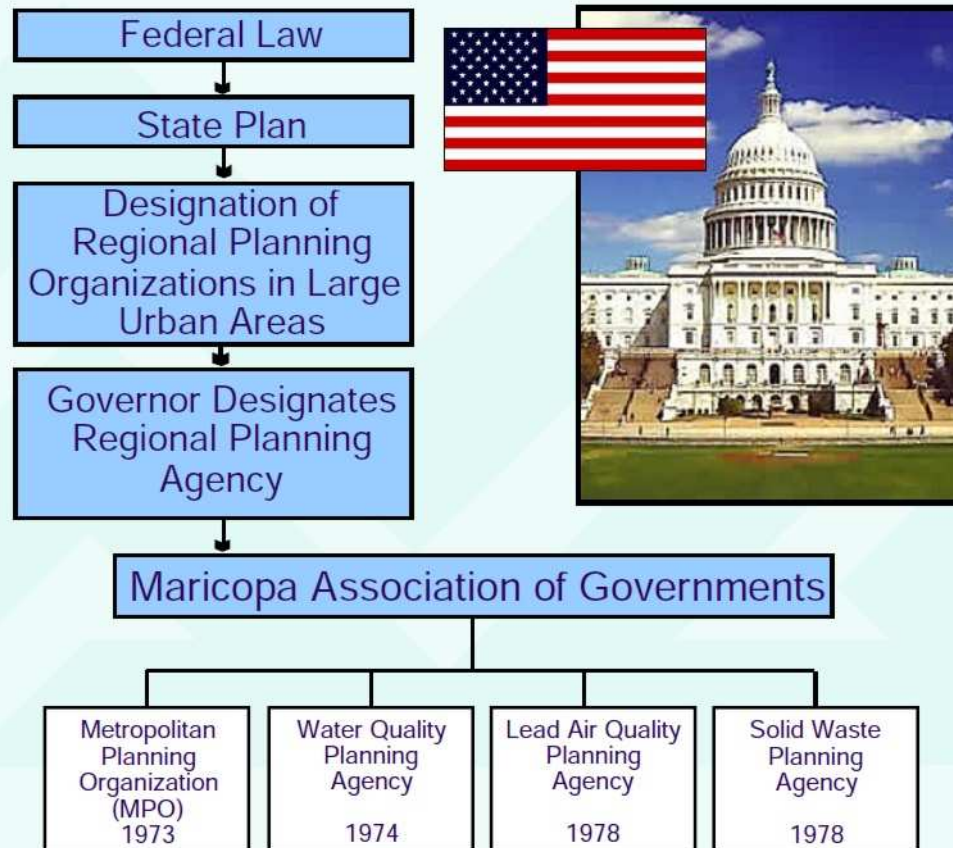 Federal Law
State Plan
Designation of
Regional Planning
Organizations in Large
Urban Areas
Governor Designates
Regional Planning
Agency
Maricopa Association of Governments
Metropolitan
Planning
Organization
(MPO)
1973
Water Quality
Planning
Agency
1974
Lead Air Quality
Planning
Agency
1978
Solid Waste
Planning
Agency
1978